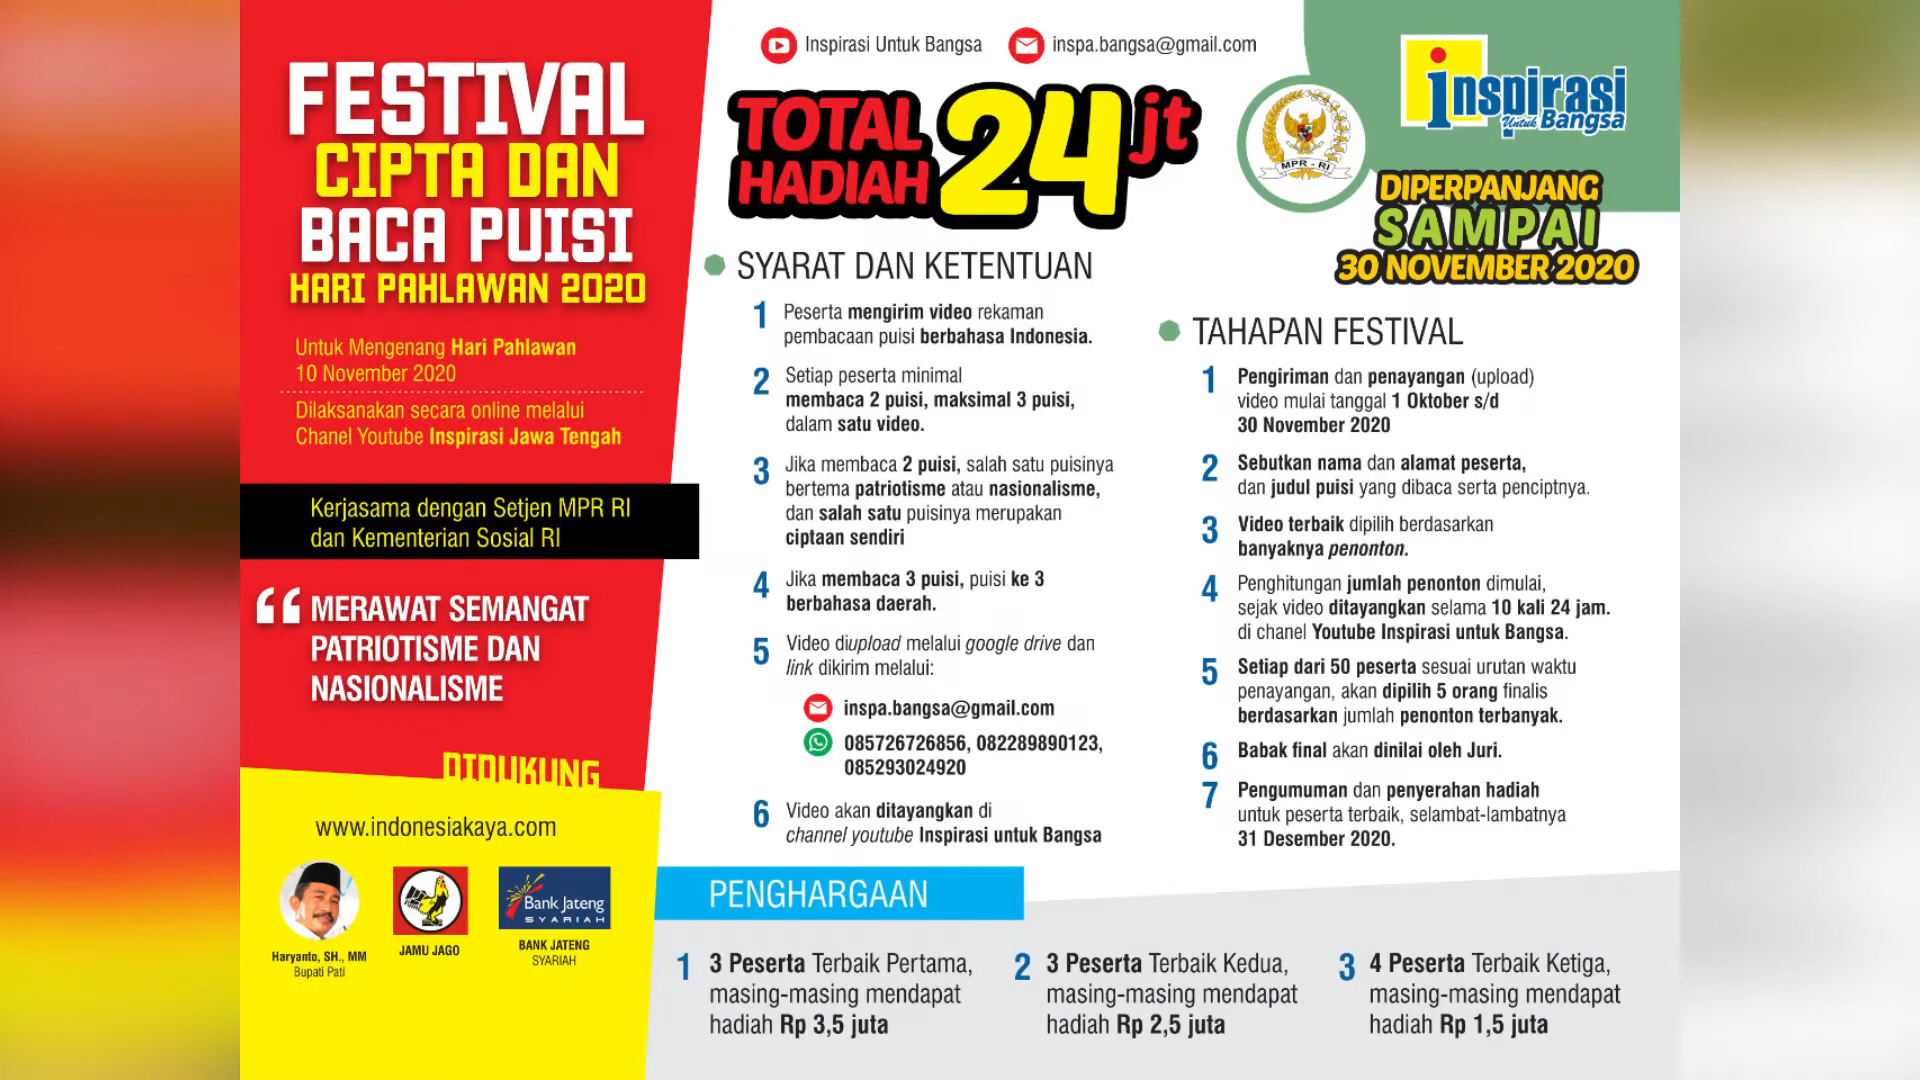 FESTIVAL
CIPTA DAN
BACA PUISI
HARI PAHLAWAN 2020
Untuk Mengenang Hari Pahlawan
10 November 2020
Dilaksanakan secara online melalui
Chanel Youtube Inspirasi Jawa Tengah
Kerjasama dengan Setjen MPR RI
dan Kementerian Sosial RI
“ MERAWAT SEMANGAT
PATRIOTISME DAN
NASIONALISME
DIDUKUNG
www.indonesiakaya.com
Haryanto, SH., MM
Bupati Pati
JAMU JAGO
Bank Jateng
SYARIAH
BANK JATENG
SYARIAH
Inspirasi Untuk Bangsa
inspa.bangsa@gmail.com
TOTAL
HADIAH
24 jt
MPR - RI
inspirasi
Untuk Bangsa
DIPERPANJANG
SAMPAI
30 NOVEMBER 2020
SYARAT DAN KETENTUAN
1 Peserta mengirim video rekaman
pembacaan puisi berbahasa Indonesia.
2 Setiap peserta minimal
membaca 2 puisi, maksimal 3 puisi,
dalam satu video.
3 Jika membaca 2 puisi, salah satu puisinya
bertema patriotisme atau nasionalisme,
dan salah satu puisinya merupakan
ciptaan sendiri
4 Jika membaca 3 puisi, puisi ke 3
berbahasa daerah.
5 Video diupload melalui google drive dan
link dikirim melalui:
inspa.bangsa@gmail.com
085726726856, 082289890123,
085293024920
6 Video akan ditayangkan di
channel youtube Inspirasi untuk Bangsa
TAHAPAN FESTIVAL
1 Pengiriman dan penayangan (upload)
video mulai tanggal 1 Oktober s/d
30 November 2020
2 Sebutkan nama dan alamat peserta,
dan judul puisi yang dibaca serta penciptnya.
3 Video terbaik dipilih berdasarkan
banyaknya penonton.
4 Penghitungan jumlah penonton dimulai,
sejak video ditayangkan selama 10 kali 24 jam.
di chanel Youtube Inspirasi untuk Bangsa.
5 Setiap dari 50 peserta sesuai urutan waktu
penayangan, akan dipilih 5 orang finalis
berdasarkan jumlah penonton terbanyak.
6 Babak final akan dinilai oleh Juri.
7 Pengumuman dan penyerahan hadiah
untuk peserta terbaik, selambat-lambatnya
31 Desember 2020.
PENGHARGAAN
1 3 Peserta Terbaik Pertama,
masing-masing mendapat
hadiah Rp 3,5 juta
2 3 Peserta Terbaik Kedua,
masing-masing mendapat
hadiah Rp 2,5 juta
3 4 Peserta Terbaik Ketiga,
masing-masing mendapat
hadiah Rp 1,5 juta